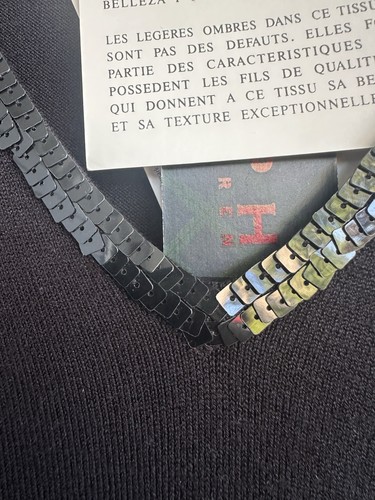 BELLEZA Y
LES LEGERES OMBRES DANS CE TISSU
SONT PAS DES DEFAUTS. ELLES F
PARTIE DES CARACTERISTIQUES
POSSEDENT LES FILS DE QUALIT
QUI DONNENT A CE TISSU SA BE
ET SA TEXTURE EXCEPTIONNELLE
H
REN